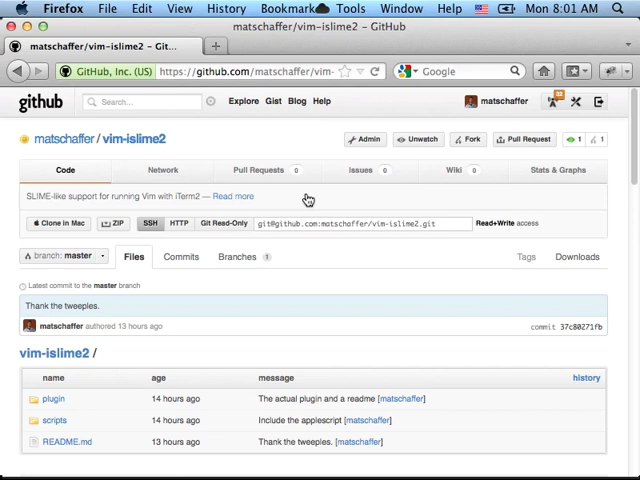 Firefox File Edit View History Bookmark Tools Window Help Mon 8:01 AM
matschaffer/vim-islime2 – GitHub
matschaffer/vim-islime2 – Git... +
GitHub, Inc. (US) https://github.com/matschaffer/vim- Google
github Search... Explore Gist Blog Help matschaffer
matschaffer / vim-islime2 Admin Unwatch Fork Pull Request 1 1
Code Network Pull Requests 0 Issues 0 Wiki 0 Stats & Graphs
SLIME-like support for running Vim with iTerm2 — Read more
Clone in Mac ZIP SSH HTTP Git Read-Only git@github.com:matschaffer/vim-islime2.git Read+Write access
branch: master Files Commits Branches 1 Tags Downloads
Latest commit to the master branch
Thank the tweeples.
matschaffer authored 13 hours ago commit 37c80271fb
vim-islime2 /
name age message history
plugin 14 hours ago The actual plugin and a readme [matschaffer]
scripts 14 hours ago Include the applescript [matschaffer]
README.md 13 hours ago Thank the tweeples. [matschaffer]